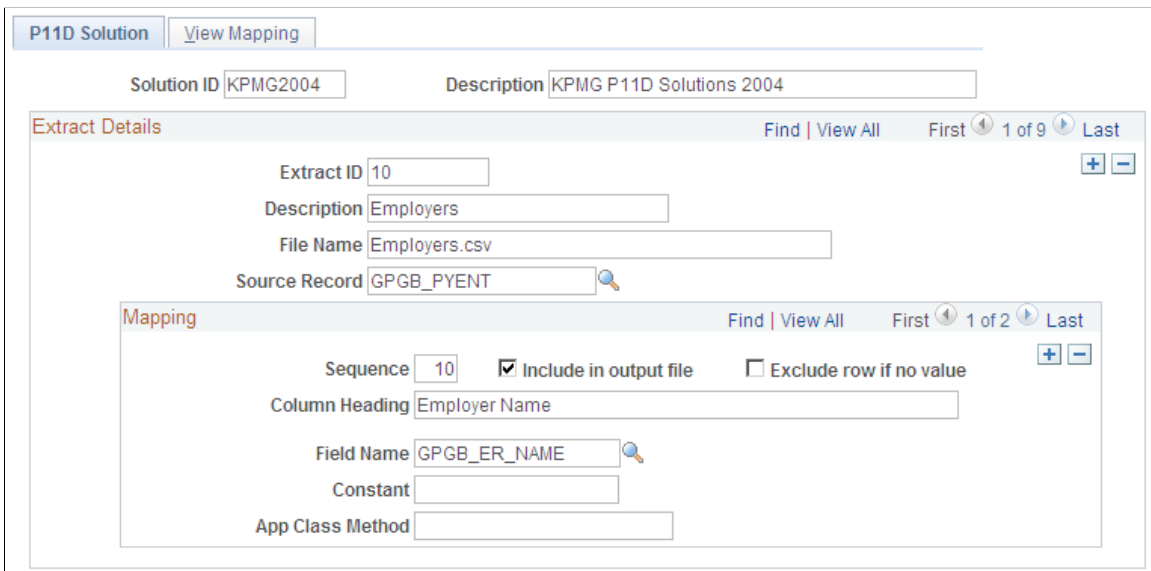 P11D Solution View Mapping
Solution ID KPMG2004 Description KPMG P11D Solutions 2004
Extract Details Find | View All First 1 of 9 Last
Extract ID 10
Description Employers
File Name Employers.csv
Source Record GPGB_PYENT
Mapping Find | View All First 1 of 2 Last
Sequence 10 Include in output file Exclude row if no value
Column Heading Employer Name
Field Name GPGB_ER_NAME
Constant
App Class Method